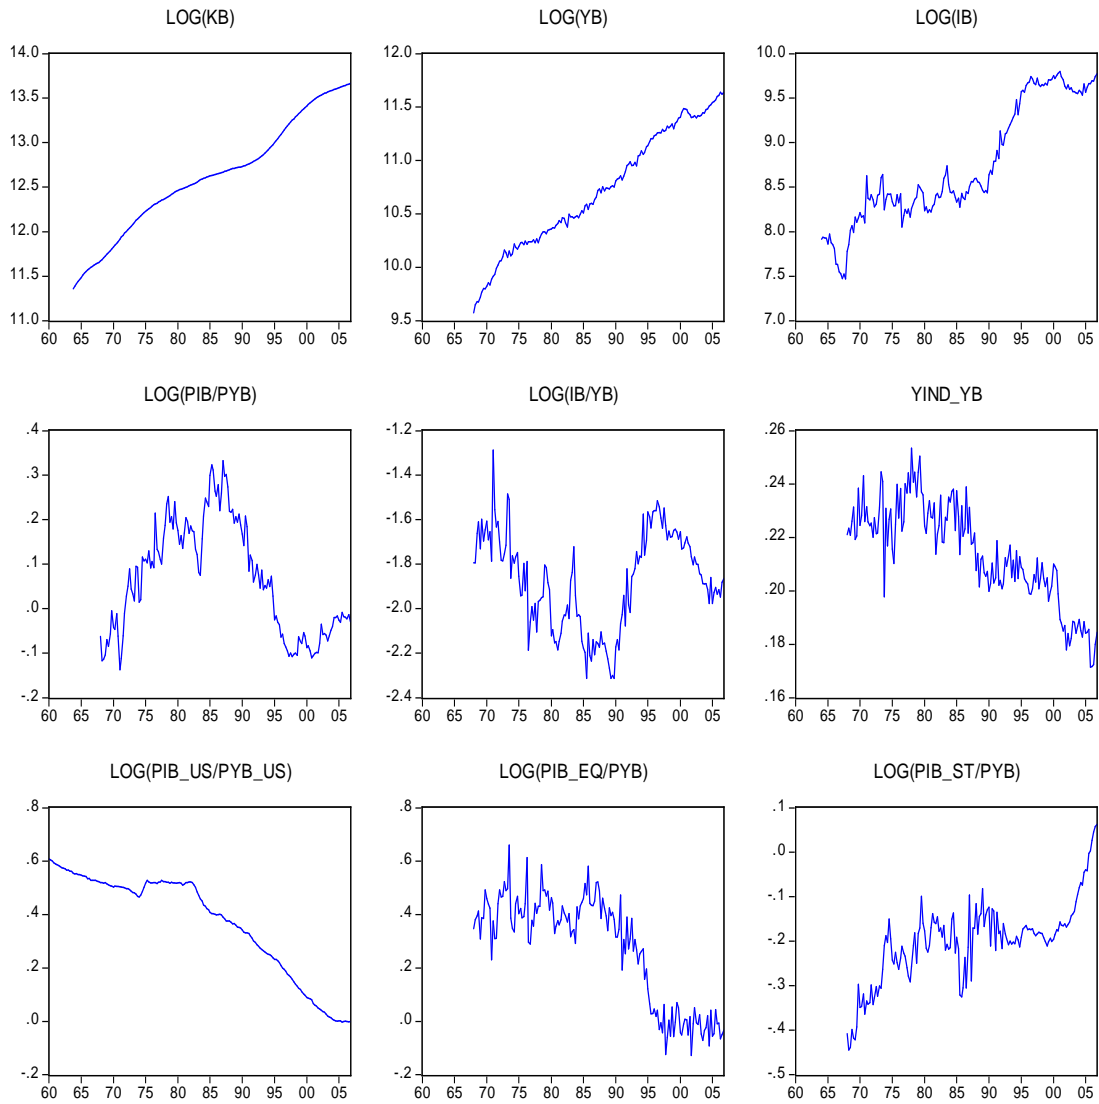 LOG(KB) LOG(YB) LOG(IB)
14.0 12.0 10.0
13.5 11.5 9.5
13.0 11.0 9.0
12.5 10.5 8.5
12.0 10.0 8.0
11.5 7.5
11.0 9.5 7.0
60 65 70 75 80 85 90 95 00 05 60 65 70 75 80 85 90 95 00 05 60 65 70 75 80 85 90 95 00 05
LOG(PIB/PYB) LOG(IB/YB) YIND_YB
.4 -1.2 .26
.3 -1.4 .24
.2 -1.6 .22
.1 -1.8 .20
.0 -2.0 .18
-.1 -2.2
-.2 -2.4 .16
60 65 70 75 80 85 90 95 00 05 60 65 70 75 80 85 90 95 00 05 60 65 70 75 80 85 90 95 00 05
LOG(PIB_US/PYB_US) LOG(PIB_EQ/PYB) LOG(PIB_ST/PYB)
.8 .8 .1
.6 .6 .0
.4 .4 -.1
.2 .2 -.2
.0 .0 -.3
-.4
-.2 -.2 -.5
60 65 70 75 80 85 90 95 00 05 60 65 70 75 80 85 90 95 00 05 60 65 70 75 80 85 90 95 00 05